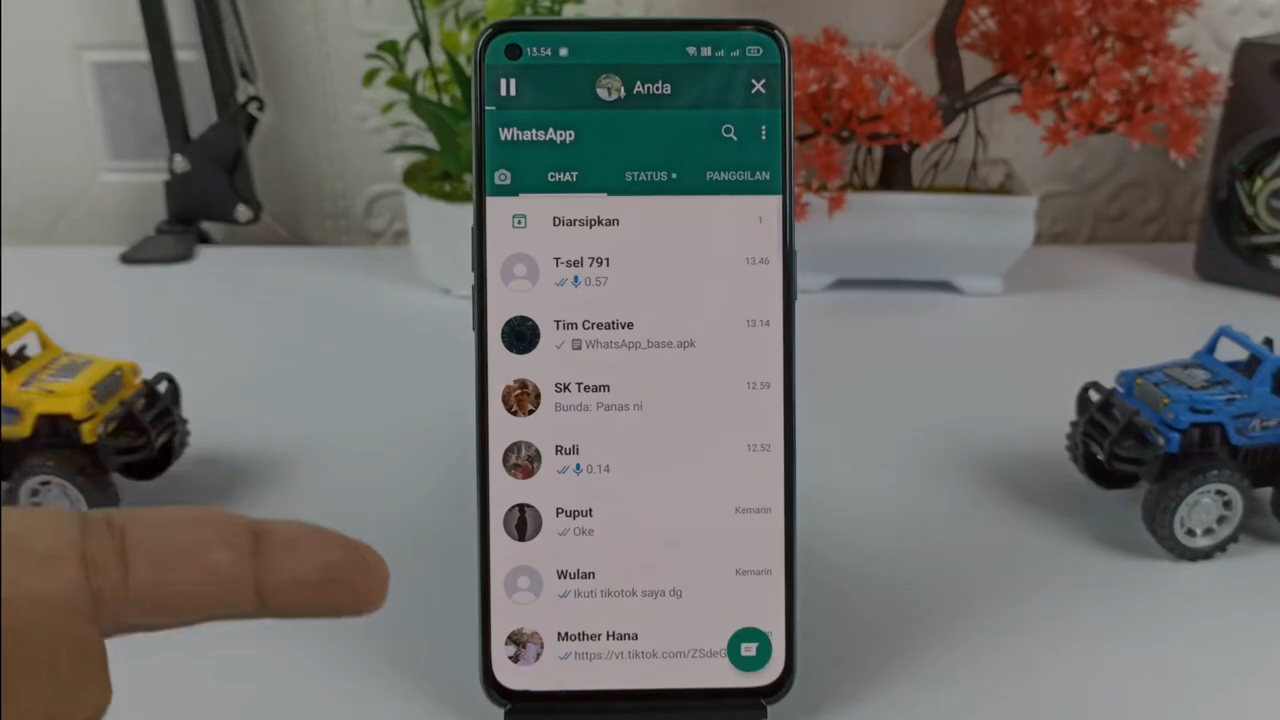 13.54
Anda
WhatsApp
CHAT STATUS PANGGILAN
Diarsipkan 1
T-sel 791 13.46
0.57
Tim Creative 13.14
WhatsApp_base.apk
SK Team 12.59
Bunda: Panas ni
Ruli 12.52
0.14
Puput Kemarin
Oke
Wulan Kemarin
Ikuti tikotok saya dg
Mother Hana
https://vt.tiktok.com/ZSdeG